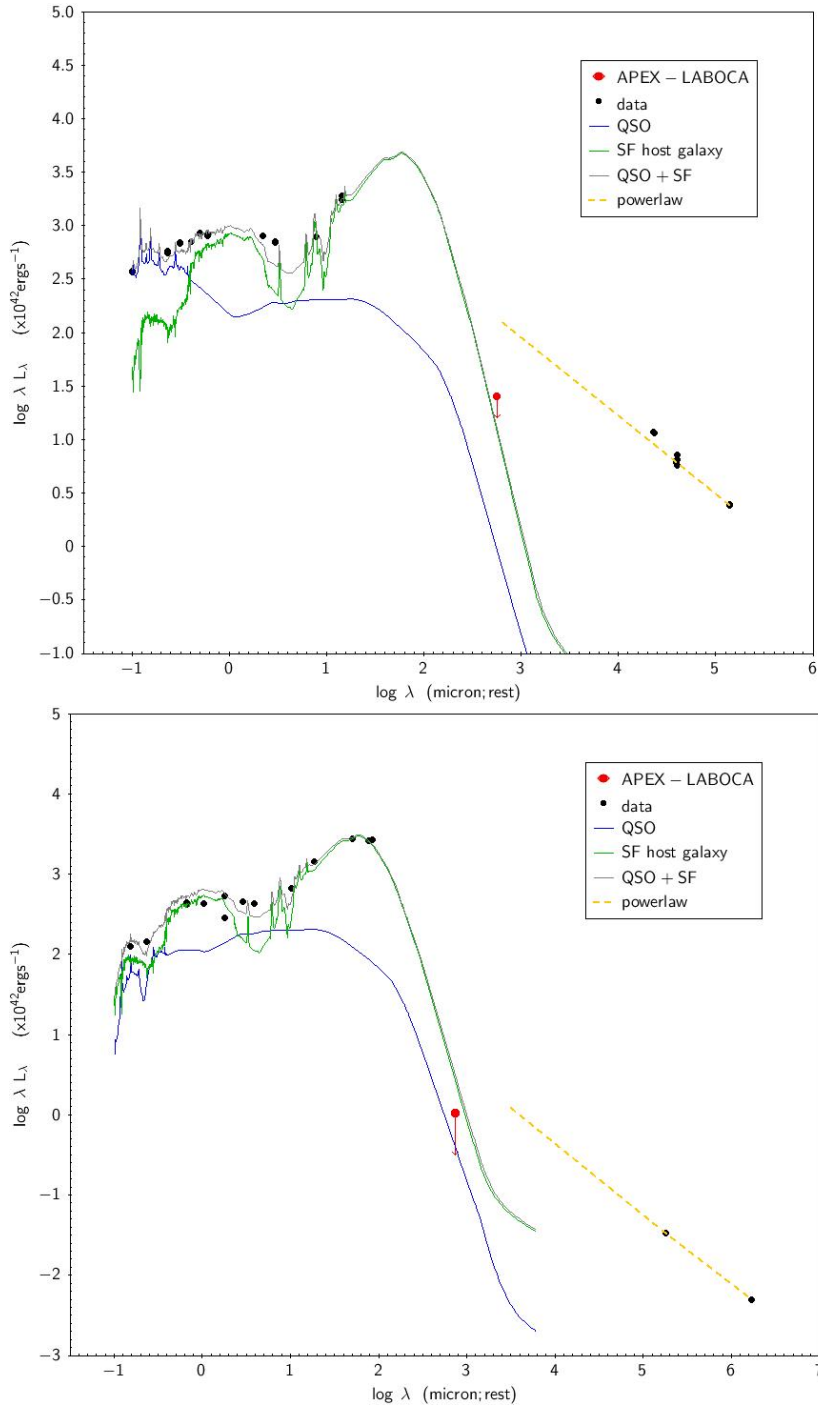 5.0
4.5
4.0
3.5
3.0
2.5
2.0
1.5
1.0
0.5
0
−0.5
−1.0
log λ L_λ (x10^42 ergs^−1)
APEX − LABOCA
data
QSO
SF host galaxy
QSO + SF
powerlaw
−1 0 1 2 3 4 5 6
log λ (micron; rest)
5
4
3
2
1
0
−1
−2
−3
log λ L_λ (x10^42 ergs^−1)
APEX − LABOCA
data
QSO
SF host galaxy
QSO + SF
powerlaw
−1 0 1 2 3 4 5 6 7
log λ (micron; rest)